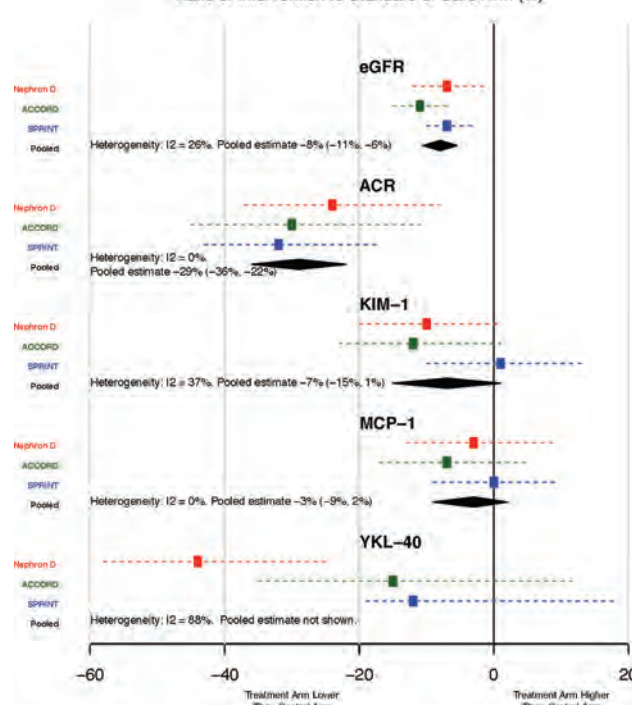 eGFR
Nephron D
ACCORD
SPRINT
Pooled Heterogeneity: I2 = 26%. Pooled estimate −8% (−11%, −6%)
ACR
Nephron D
ACCORD
SPRINT
Heterogeneity: I2 = 0%.
Pooled Pooled estimate −29% (−36%, −22%)
KIM−1
Nephron D
ACCORD
SPRINT
Pooled Heterogeneity: I2 = 37%. Pooled estimate −7% (−15%, 1%)
MCP−1
Nephron D
ACCORD
SPRINT
Pooled Heterogeneity: I2 = 0%. Pooled estimate −3% (−9%, 2%)
YKL−40
Nephron D
ACCORD
SPRINT
Pooled Heterogeneity: I2 = 88%. Pooled estimate not shown.
−60 −40 −20 0 20
Treatment Arm Lower Treatment Arm Higher